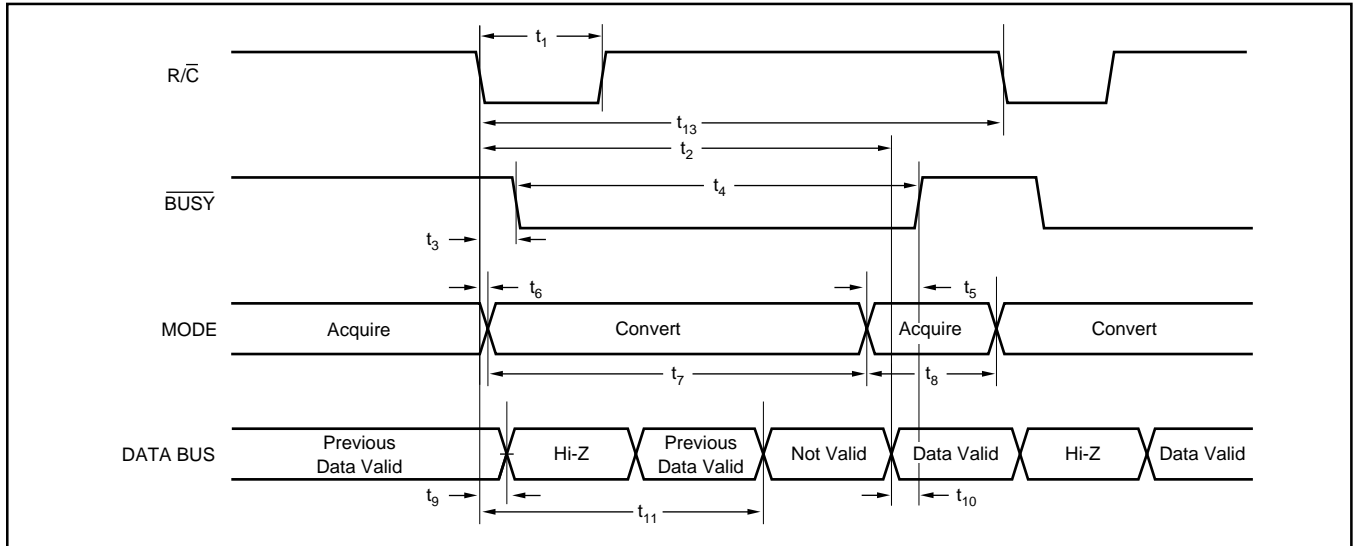 t1
R/C̅
t13
t2
B̅U̅S̅Y̅
t4
t3
t6
t5
MODE
Acquire
Convert
Acquire
Convert
t7
t8
DATA BUS
Previous
Data Valid
Hi-Z
Previous
Data Valid
Not Valid
Data Valid
Hi-Z
Data Valid
t9
t10
t11